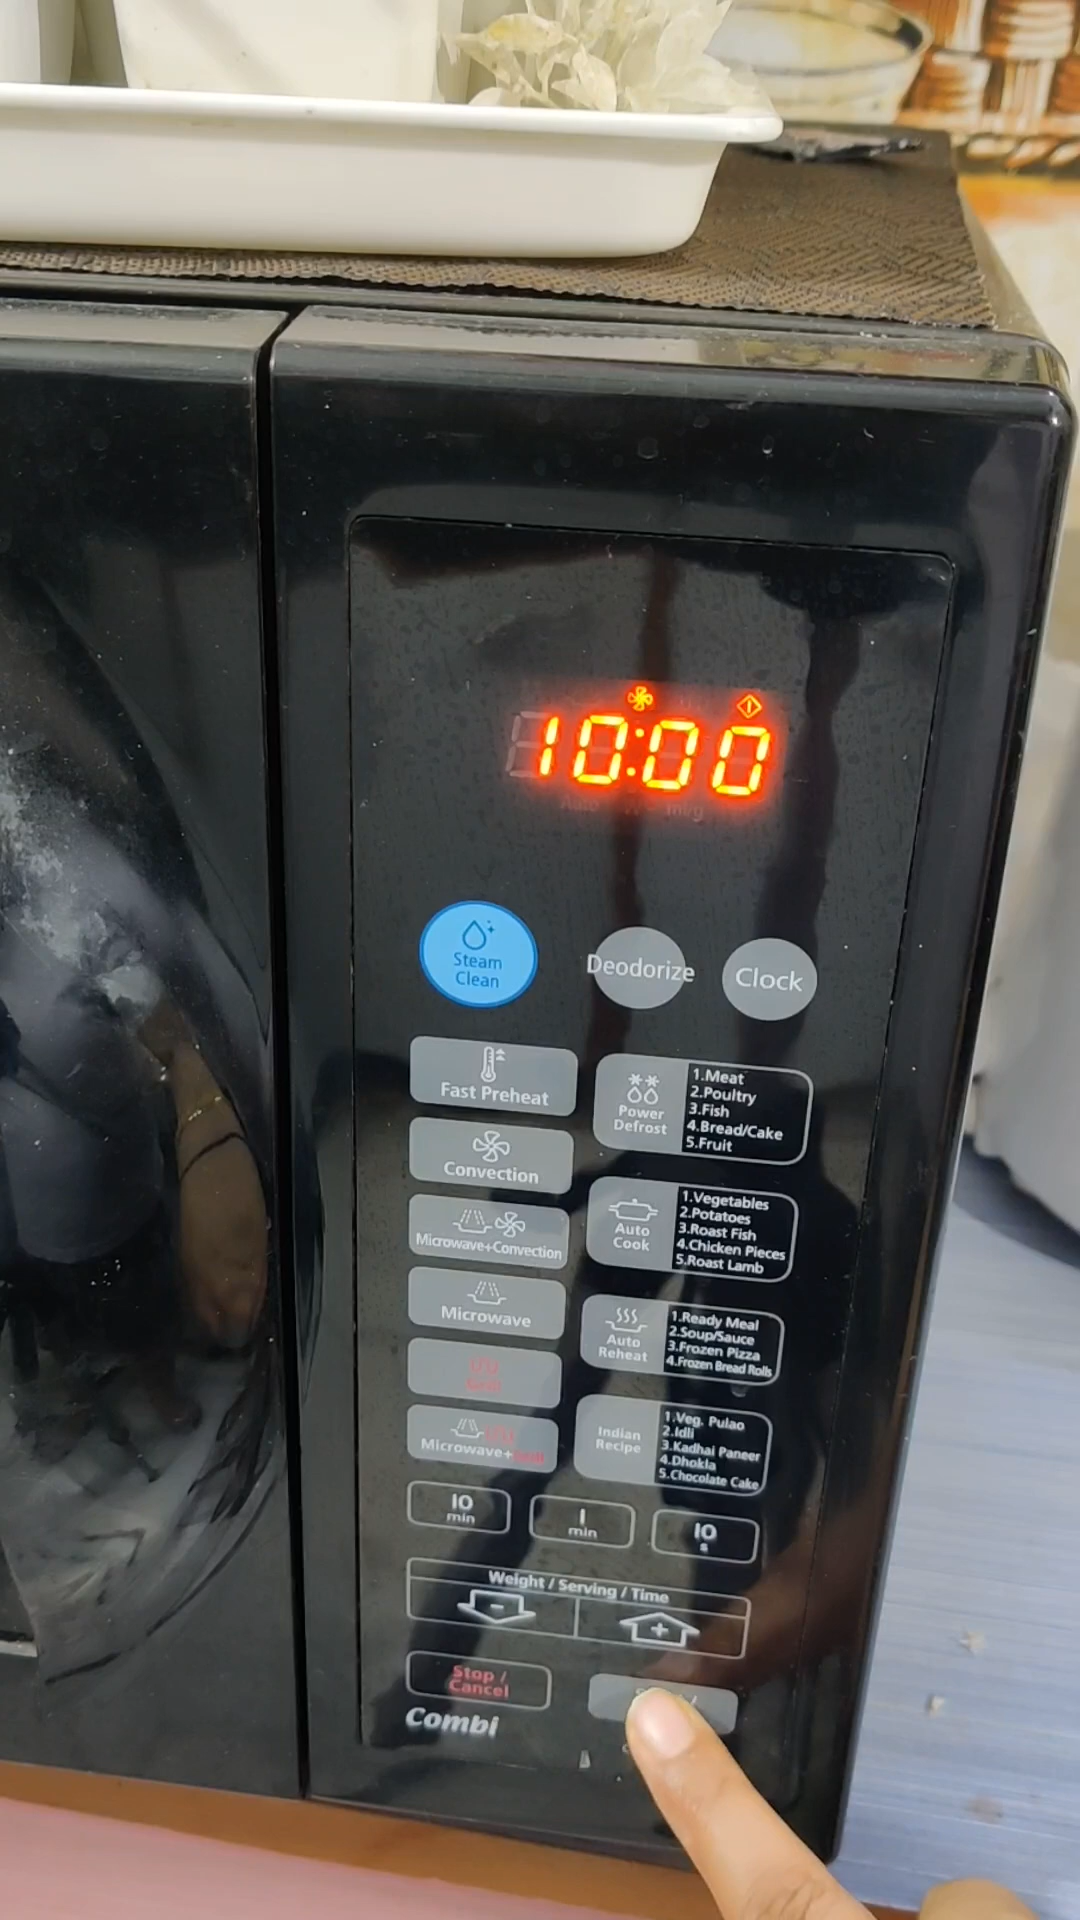 10:00
Steam
Clean
Deodorize
Clock
Fast Preheat
Power
Defrost
1.Meat
2.Poultry
3.Fish
4.Bread/Cake
5.Fruit
Convection
Auto
Cook
1.Vegetables
2.Potatoes
3.Roast Fish
4.Chicken Pieces
5.Roast Lamb
Microwave+Convection
Microwave
Auto
Reheat
1.Ready Meal
2.Soup/Sauce
3.Frozen Pizza
4.Frozen Bread Rolls
Grill
Microwave+Grill
Indian
Recipe
1.Veg. Pulao
2.Idli
3.Kadhai Paneer
4.Dhokla
5.Chocolate Cake
10
min
1
min
10
s
Weight / Serving / Time
-
+
Stop /
Cancel
Combi